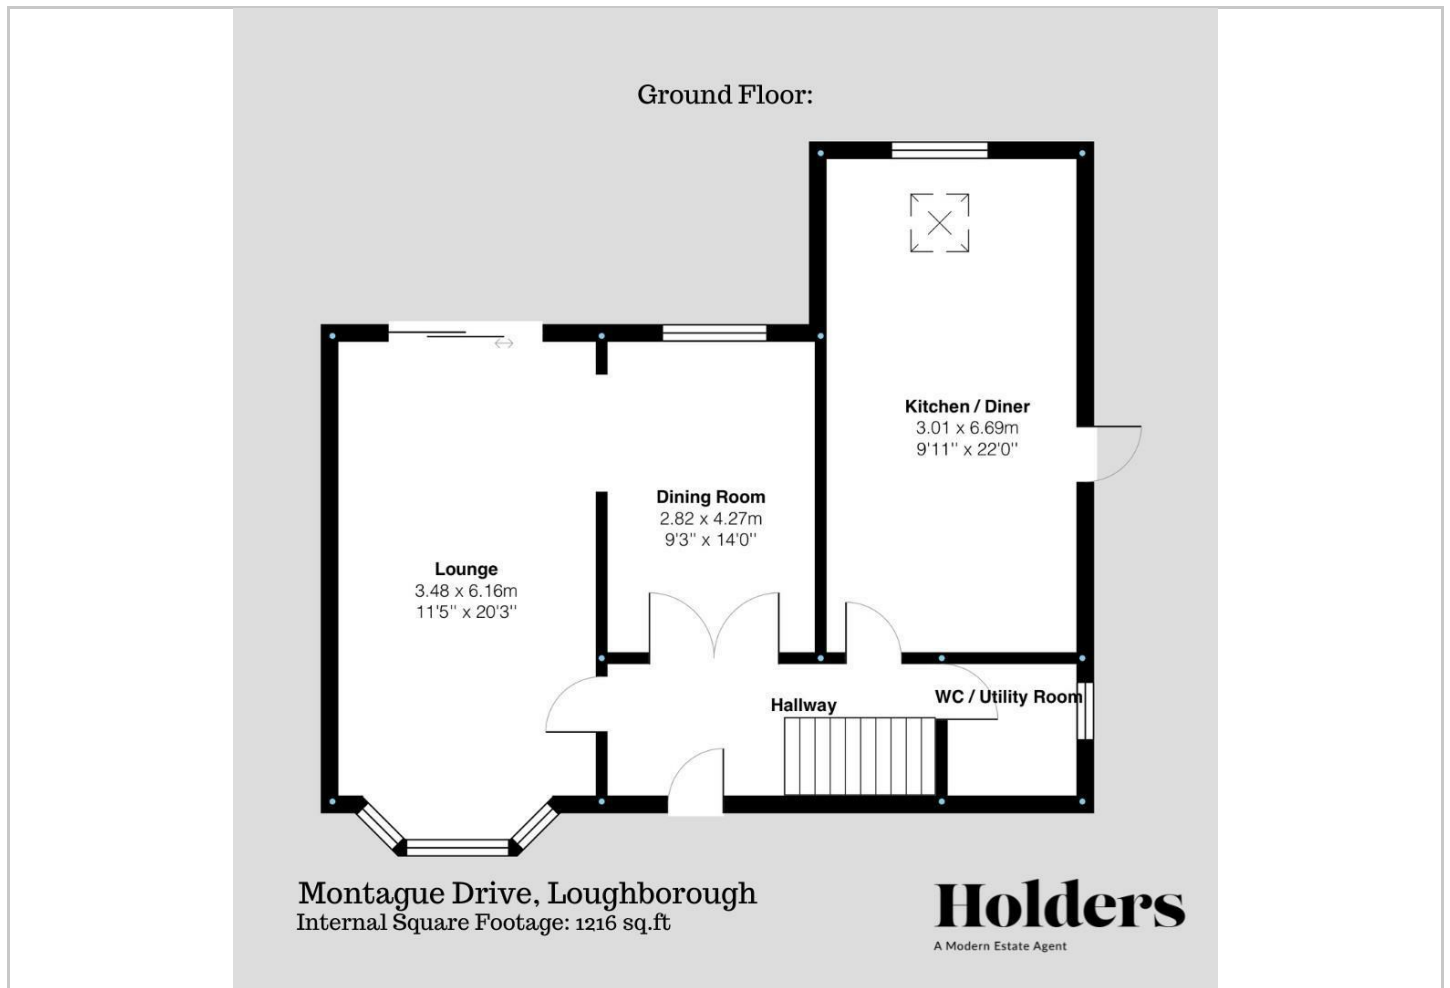 Ground Floor:
Kitchen / Diner
3.01 x 6.69m
9'11'' x 22'0''
Dining Room
2.82 x 4.27m
9'3'' x 14'0''
Lounge
3.48 x 6.16m
11'5'' x 20'3''
WC / Utility Room
Hallway
Montague Drive, Loughborough
Internal Square Footage: 1216 sq.ft
Holders
A Modern Estate Agent